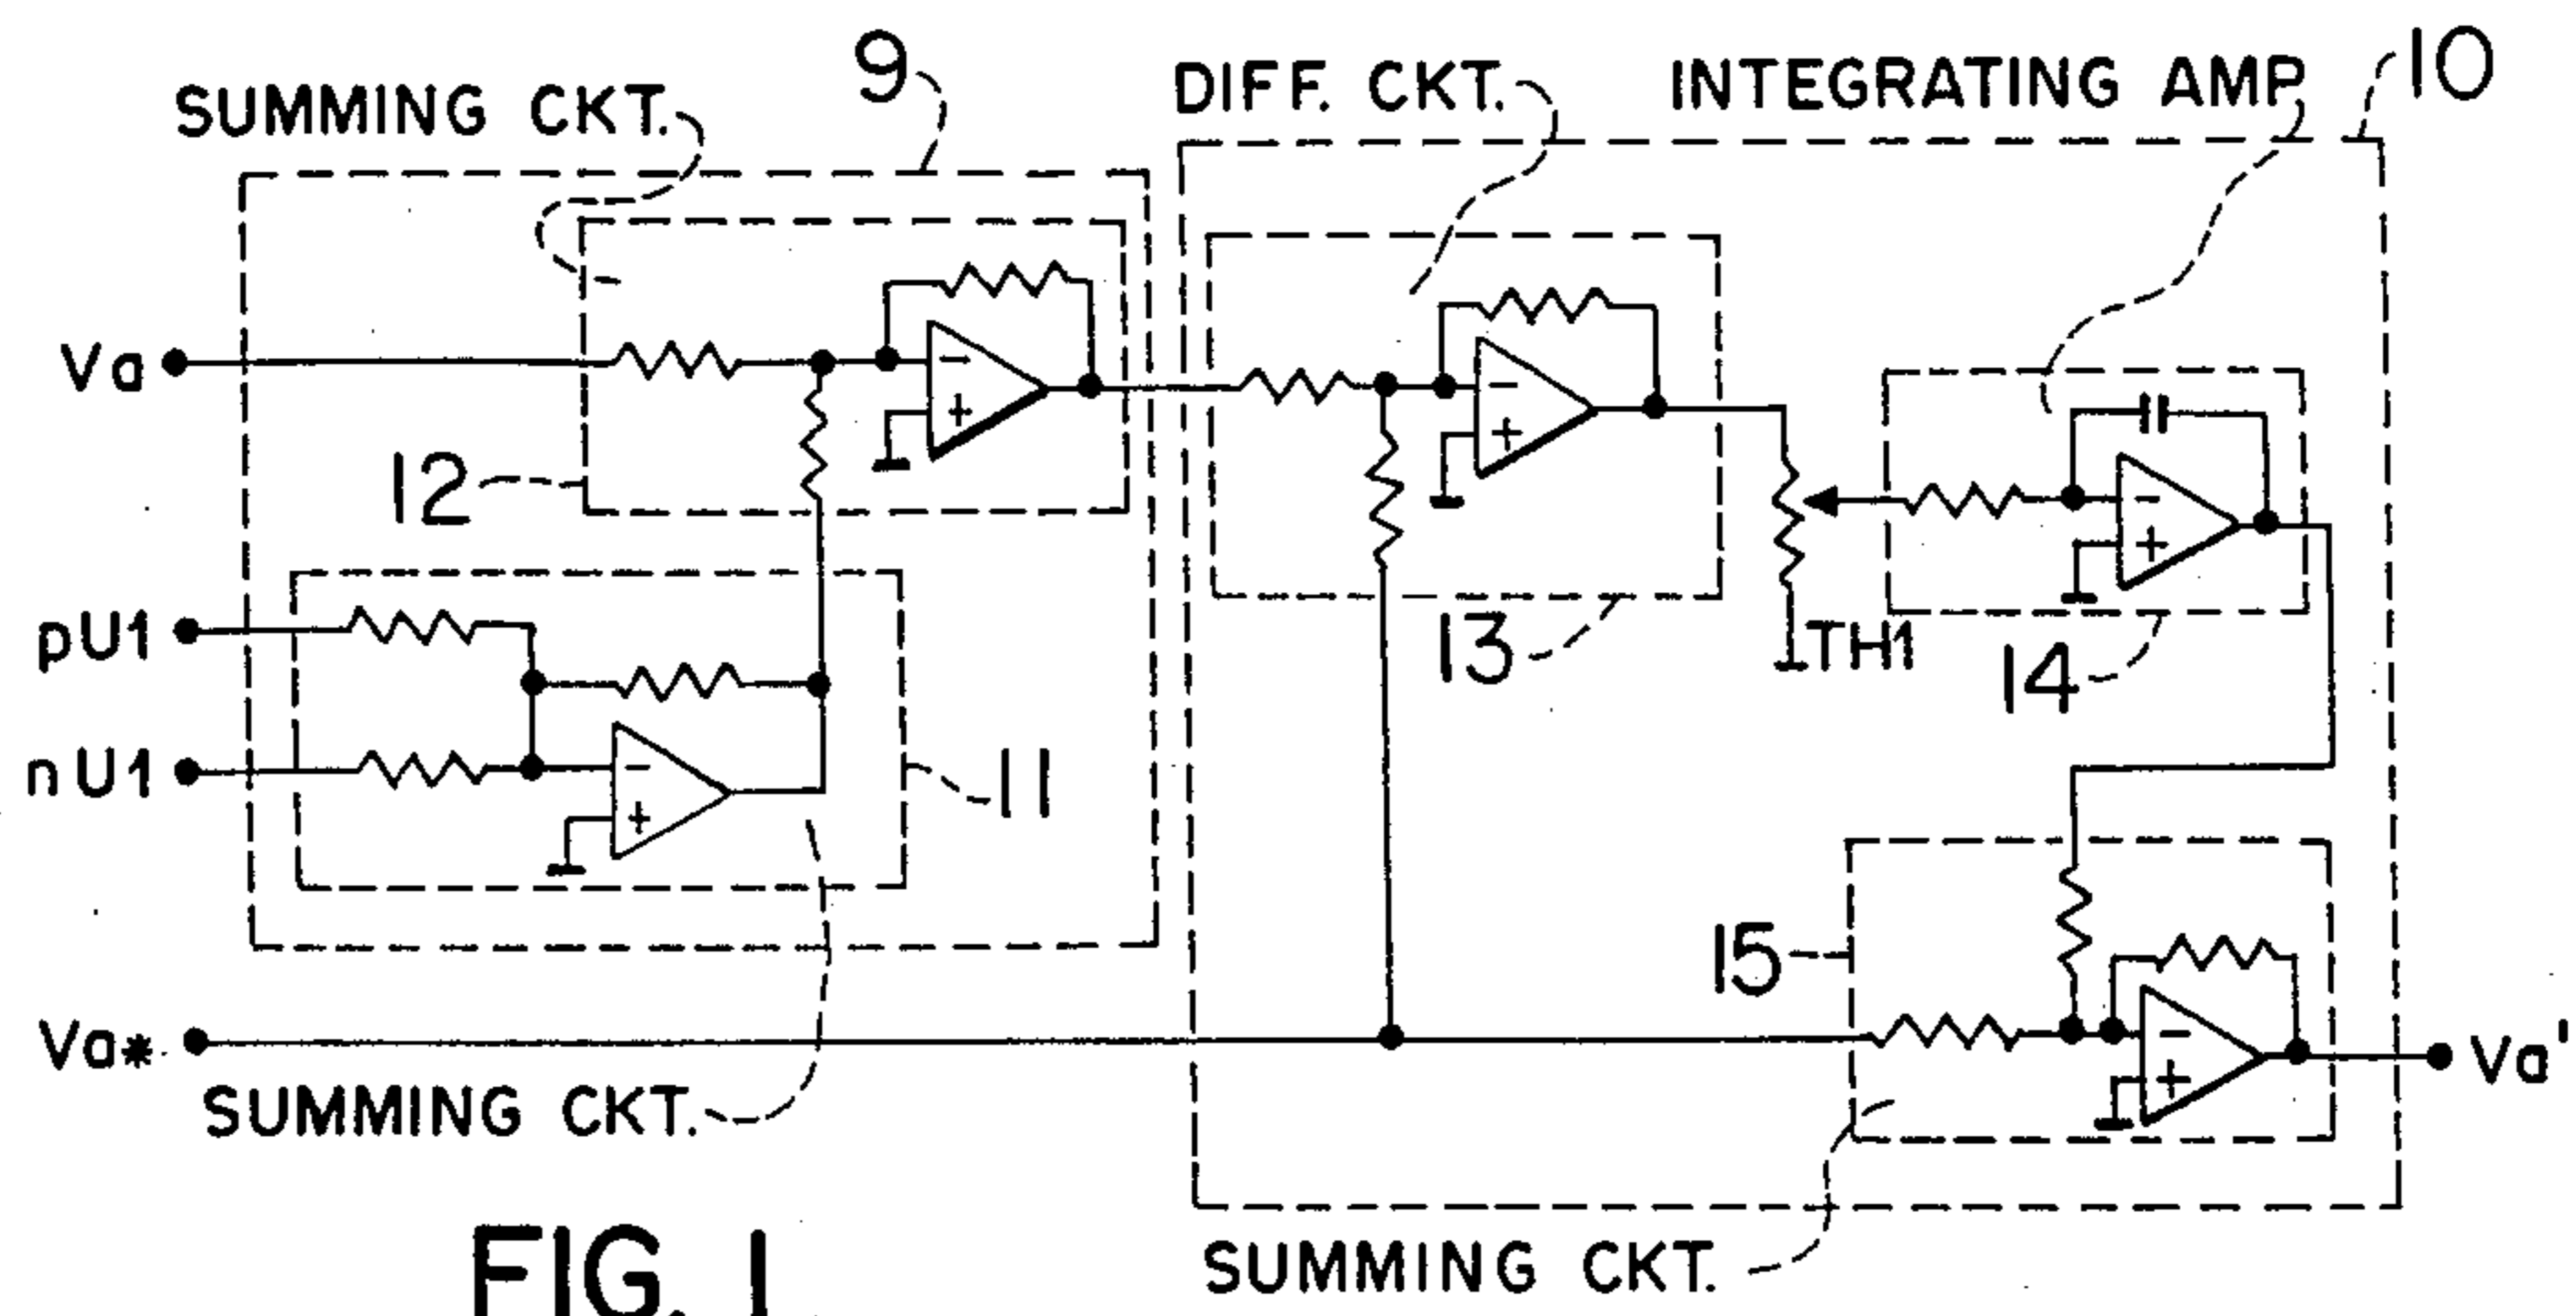 9
10
SUMMING CKT.
DIFF. CKT.
INTEGRATING AMP.
Va
-
+
-
+
12
-
+
pU1
13
TH1
14
nU1
-
+
11
15
Va*
-
+
Va'
SUMMING CKT.
SUMMING CKT.
FIG. 1